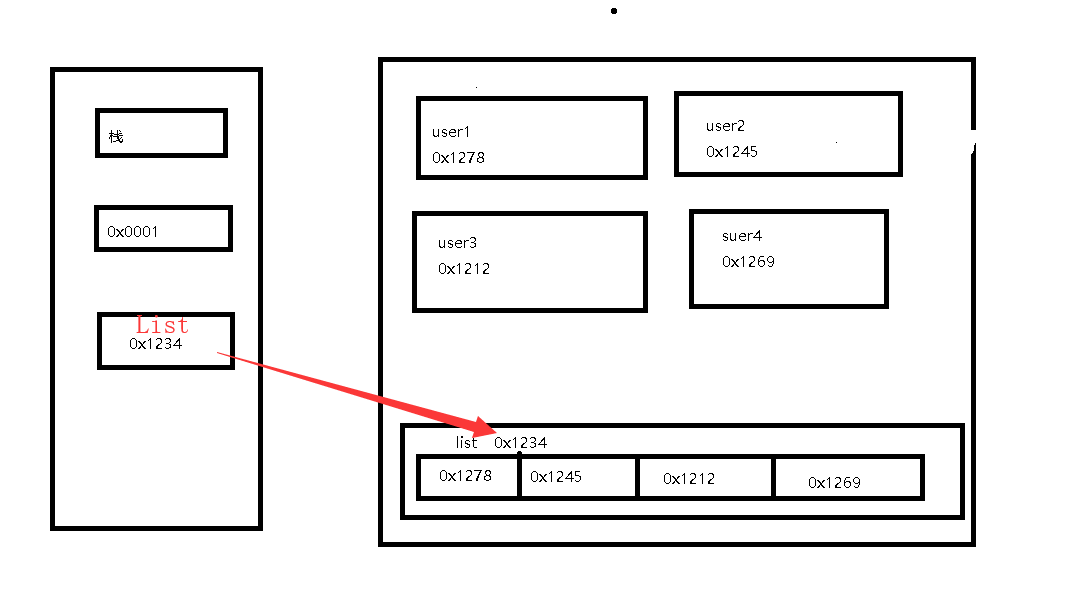 栈
0x0001
List
0x1234
user1
0x1278
user2
0x1245
user3
0x1212
suer4
0x1269
list 0x1234
0x1278 0x1245 0x1212 0x1269